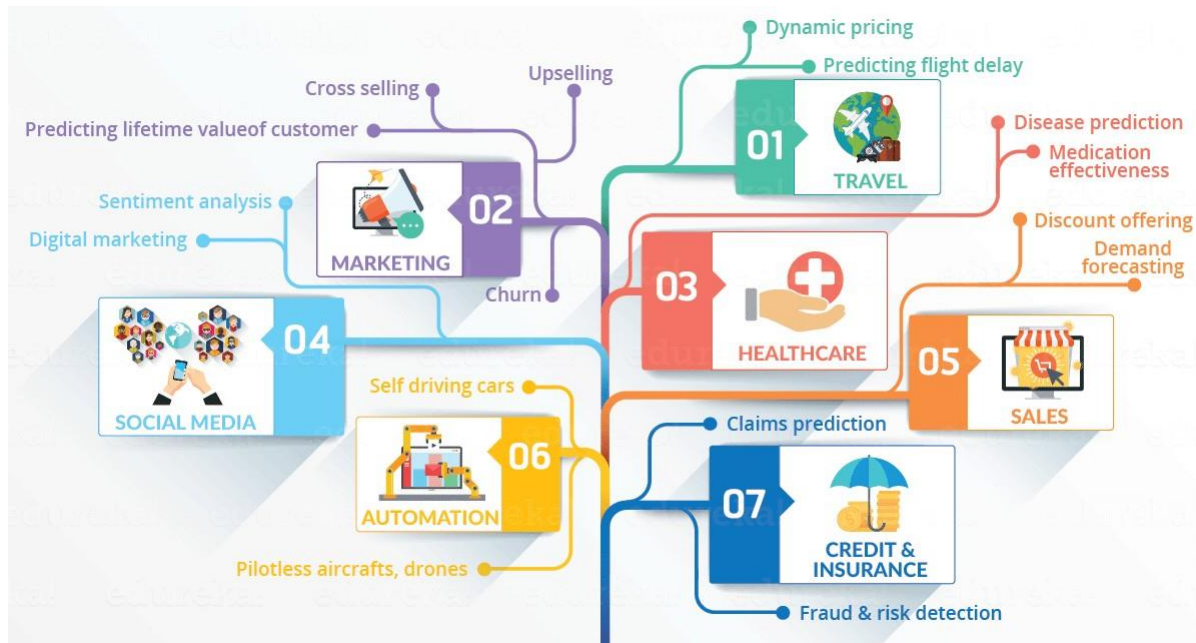 Dynamic pricing
Predicting flight delay
01
TRAVEL
Upselling
Cross selling
Predicting lifetime valueof customer
02
MARKETING
Churn
Disease prediction
Medication
effectiveness
03
HEALTHCARE
Sentiment analysis
Digital marketing
04
SOCIAL MEDIA
Discount offering
Demand
forecasting
05
SALES
Self driving cars
06
AUTOMATION
Pilotless aircrafts, drones
Claims prediction
07
CREDIT &
INSURANCE
Fraud & risk detection
edureka!